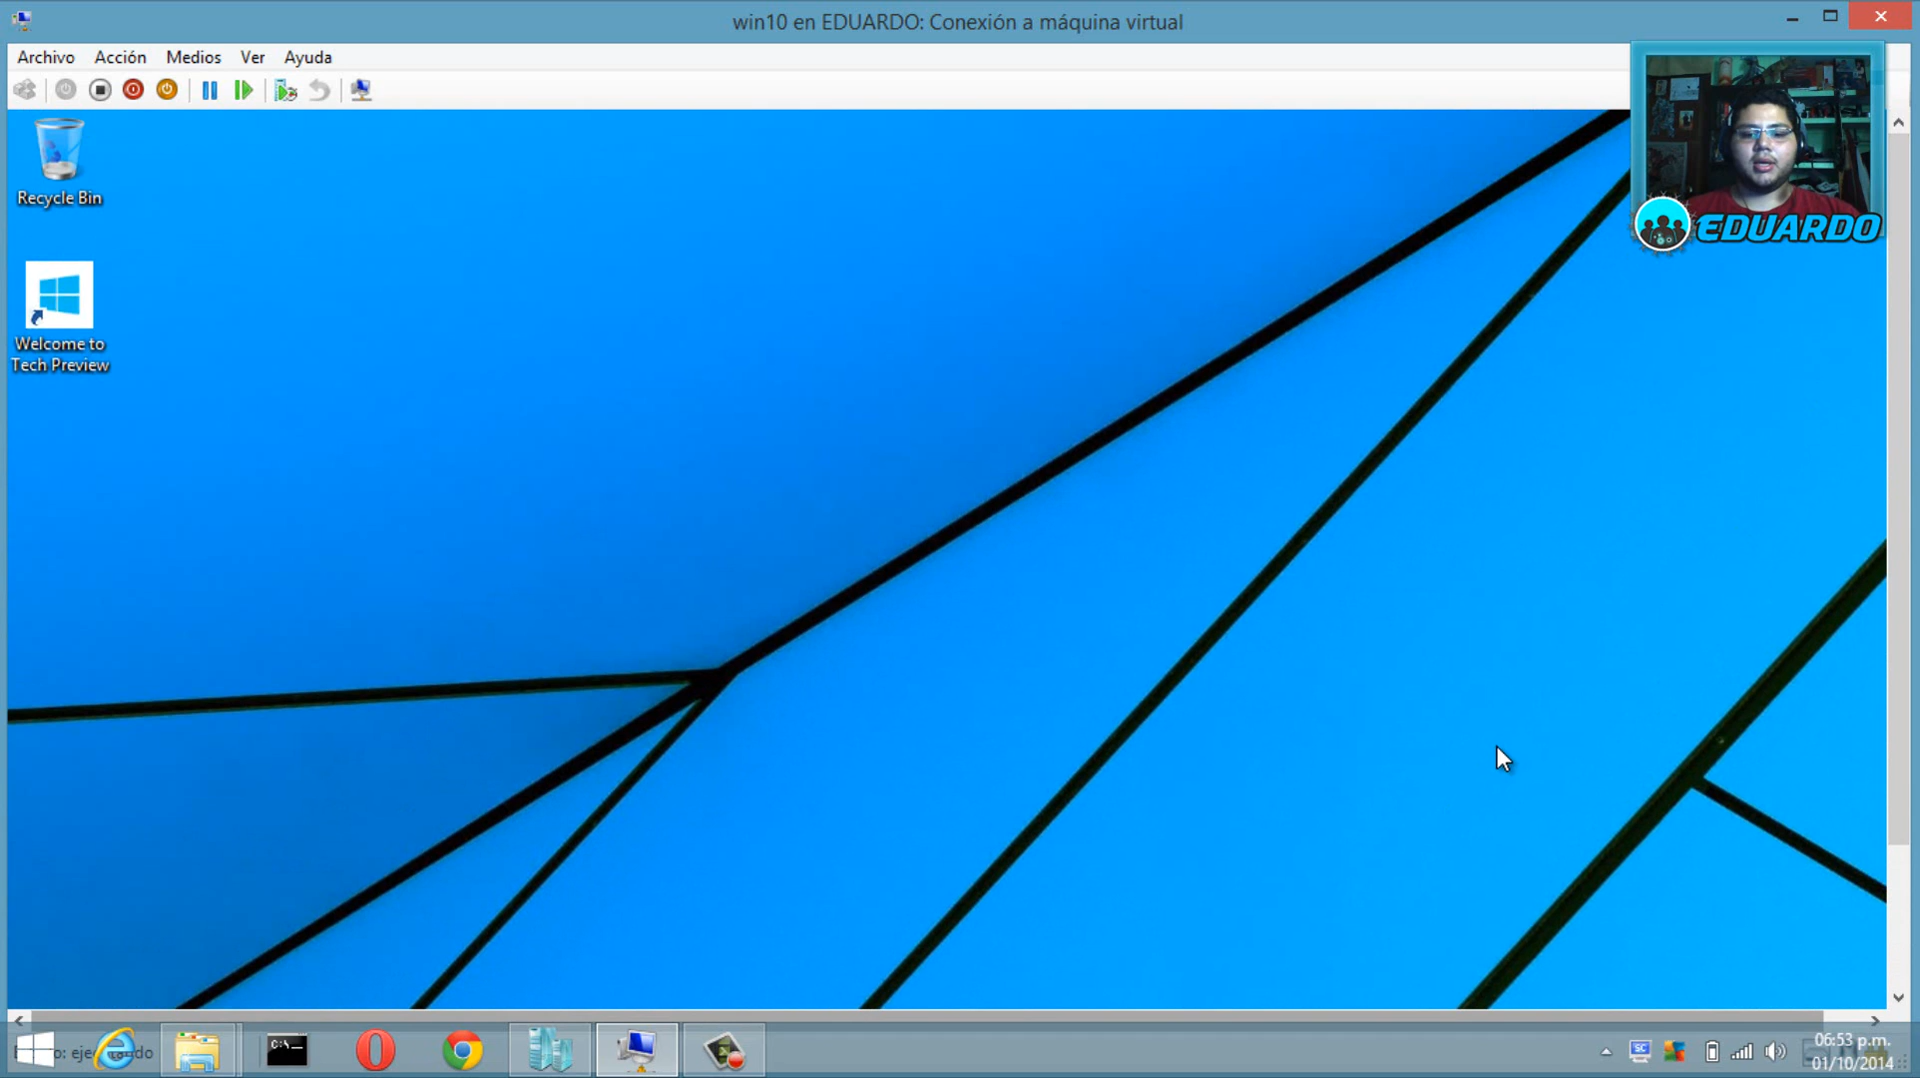 win10 en EDUARDO: Conexión a máquina virtual
Archivo Acción Medios Ver Ayuda
EDUARDO
Recycle Bin
Welcome to
Tech Preview
C:\
SC
06:53 p.m.
01/10/2014